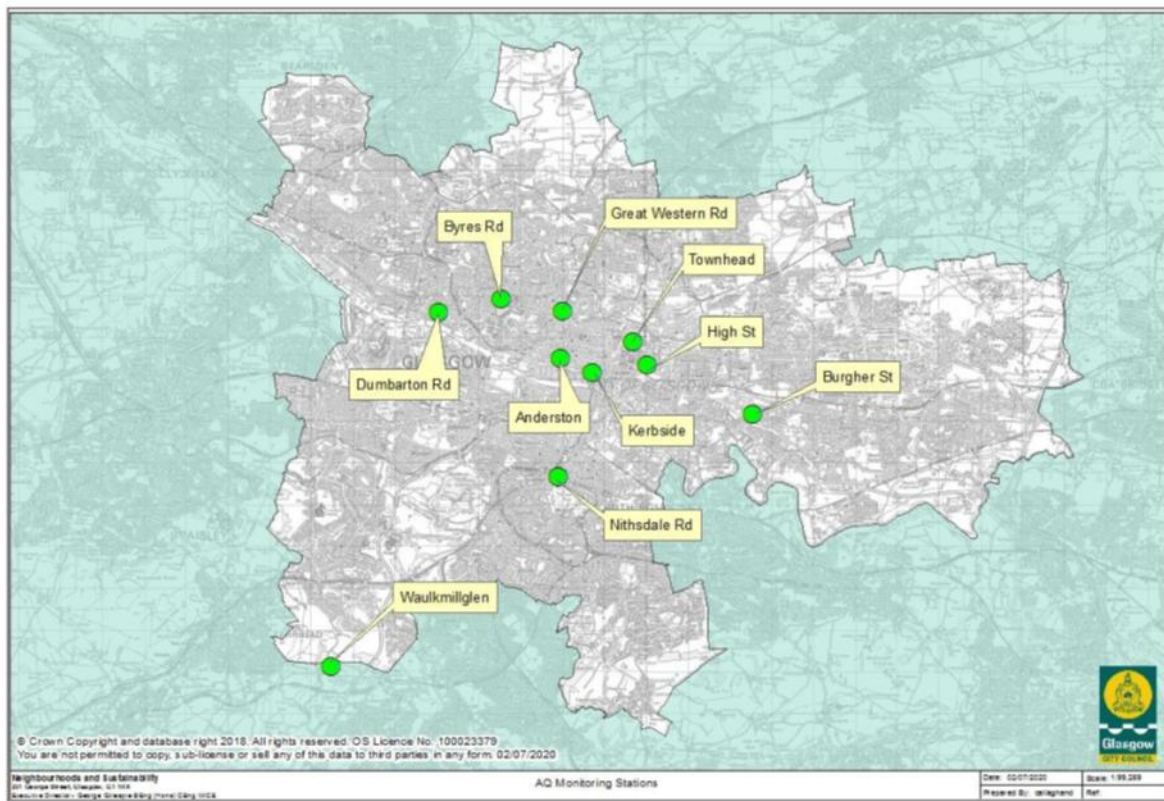 Great Western Rd
Byres Rd
Townhead
High St
Burgher St
Dumbarton Rd
Anderston
Kerbside
Nithsdale Rd
Waulkmillglen
© Crown Copyright and database right 2018. All rights reserved. OS Licence No. 100023379
You are not permitted to copy, sub-license or sell any of this data to third parties in any form. 02/07/2020
Glasgow
CITY COUNCIL
Neighbourhoods and Sustainability
AQ Monitoring Stations
Date: 02/07/2020
Prepared By:
Ref: